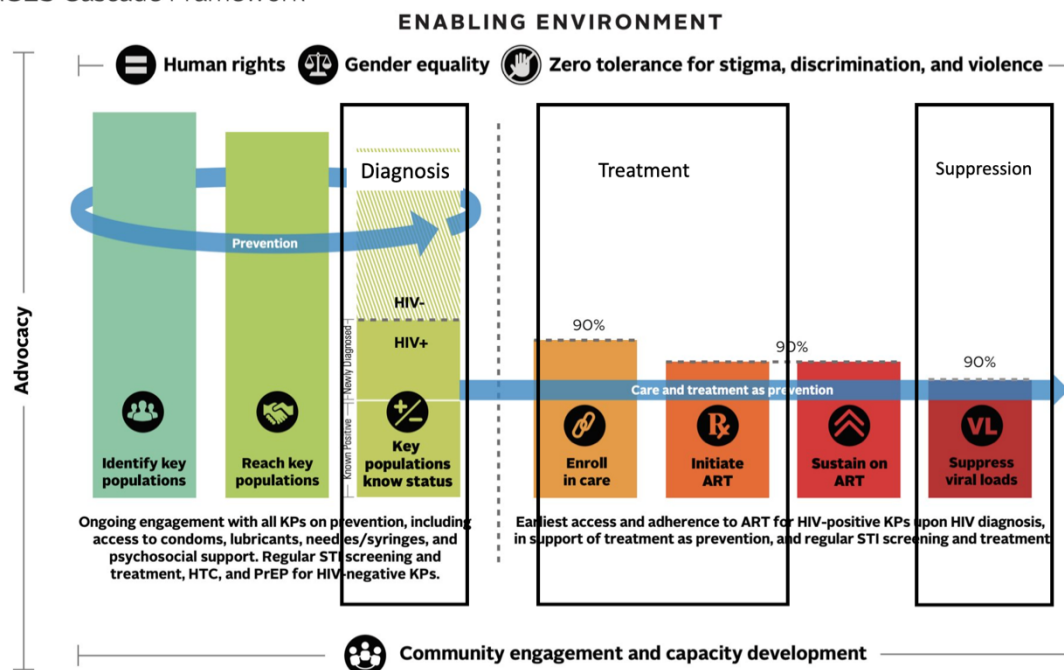 Cascade Framework
ENABLING ENVIRONMENT
Human rights Gender equality Zero tolerance for stigma, discrimination, and violence
Advocacy
Diagnosis
Treatment
Suppression
Prevention
HIV-
HIV+
Newly Diagnosed
Known Positive
90%
90%
90%
Care and treatment as prevention
Identify key
populations
Reach key
populations
+/-
Key
populations
know status
Enroll
in care
Rx
Initiate
ART
Sustain on
ART
VL
Suppress
viral loads
Ongoing engagement with all KPs on prevention, including
access to condoms, lubricants, needles/syringes, and
psychosocial support. Regular STI screening and
treatment, HTC, and PrEP for HIV-negative KPs.
Earliest access and adherence to ART for HIV-positive KPs upon HIV diagnosis,
in support of treatment as prevention, and regular STI screening and treatment
Community engagement and capacity development